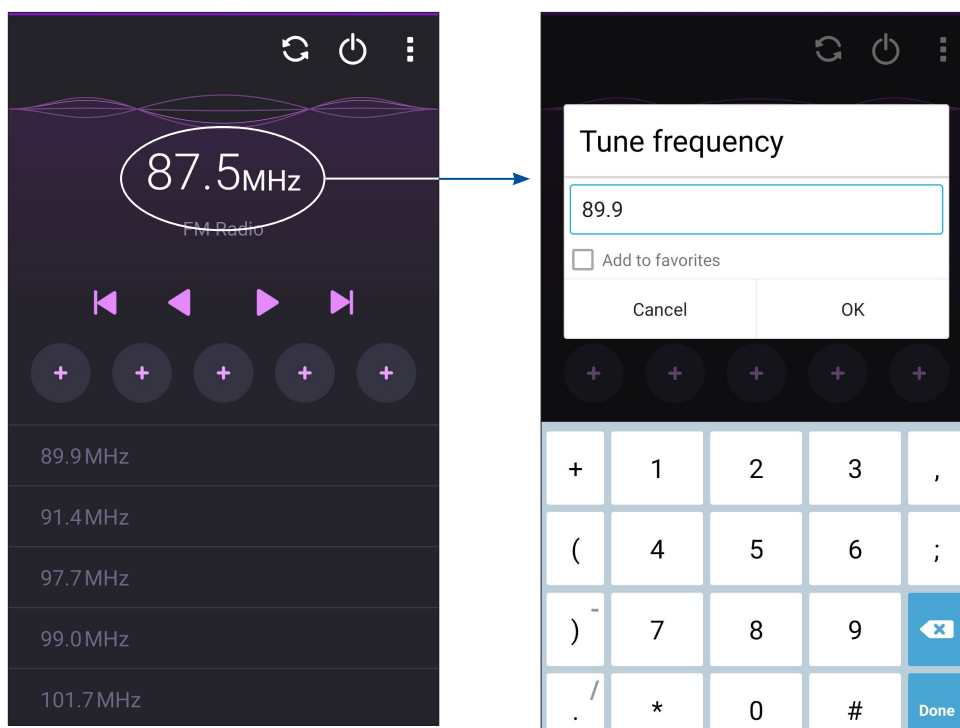 87.5MHz
FM Radio
+ + + + +
89.9MHz
91.4MHz
97.7MHz
99.0MHz
101.7MHz
Tune frequency
89.9
Add to favorites
Cancel OK
+ + + + +
+ 1 2 3 ,
( 4 5 6 ;
) - 7 8 9
. / * 0 # Done